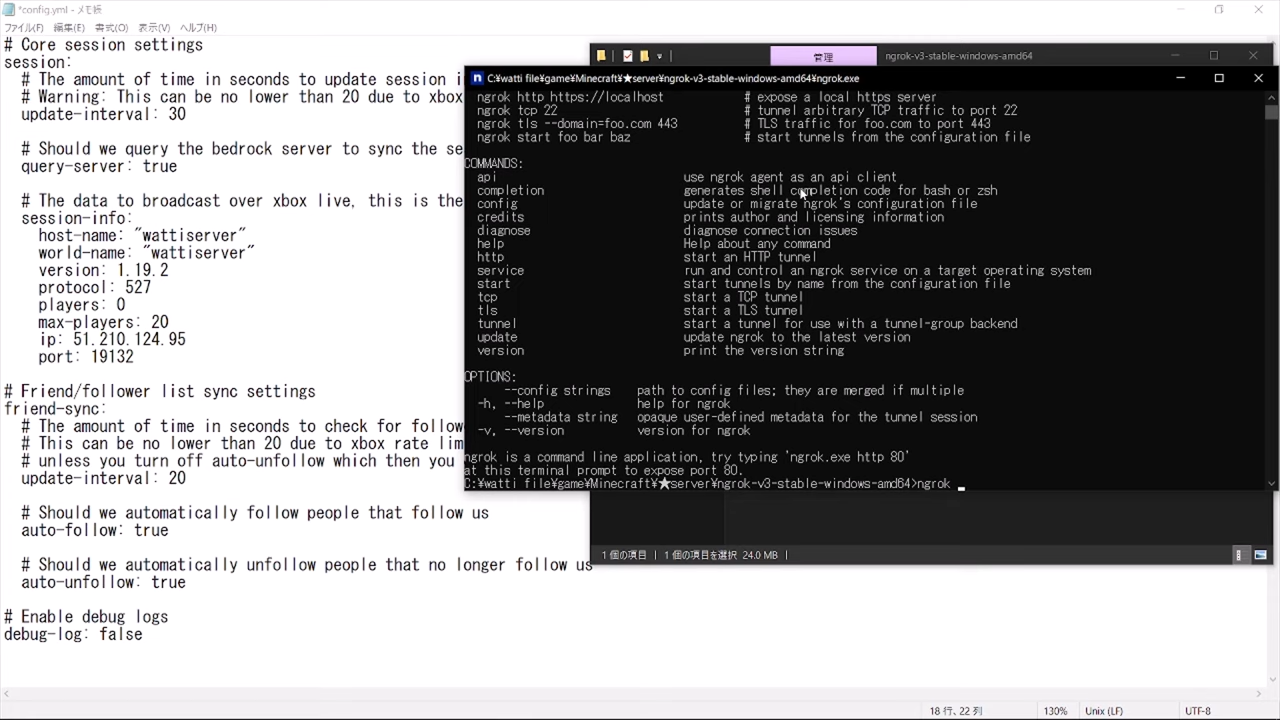 *config.yml - メモ帳
ファイル(F) 編集(E) 書式(O) 表示(V) ヘルプ(H)
# Core session settings
session:
# The amount of time in seconds to update session i
# Warning: This can be no lower than 20 due to xbox
update-interval: 30
# Should we query the bedrock server to sync the se
query-server: true
# The data to broadcast over xbox live, this is the
session-info:
host-name: "wattiserver"
world-name: "wattiserver"
version: 1.19.2
protocol: 527
players: 0
max-players: 20
ip: 51.210.124.95
port: 19132
# Friend/follower list sync settings
friend-sync:
# The amount of time in seconds to check for follow
# This can be no lower than 20 due to xbox rate lim
# unless you turn off auto-unfollow which then you
update-interval: 20
# Should we automatically follow people that follow us
auto-follow: true
# Should we automatically unfollow people that no longer follow us
auto-unfollow: true
# Enable debug logs
debug-log: false
18 行、22 列 130% Unix (LF) UTF-8
管理 ngrok-v3-stable-windows-amd64
C:¥watti file¥game¥Minecraft¥★server¥ngrok-v3-stable-windows-amd64¥ngrok.exe
ngrok http https://localhost # expose a local https server
ngrok tcp 22 # tunnel arbitrary TCP traffic to port 22
ngrok tls --domain=foo.com 443 # TLS traffic for foo.com to port 443
ngrok start foo bar baz # start tunnels from the configuration file
COMMANDS:
api use ngrok agent as an api client
completion generates shell completion code for bash or zsh
config update or migrate ngrok's configuration file
credits prints author and licensing information
diagnose diagnose connection issues
help Help about any command
http start an HTTP tunnel
service run and control an ngrok service on a target operating system
start start tunnels by name from the configuration file
tcp start a TCP tunnel
tls start a TLS tunnel
tunnel start a tunnel for use with a tunnel-group backend
update update ngrok to the latest version
version print the version string
OPTIONS:
--config strings path to config files; they are merged if multiple
-h, --help help for ngrok
--metadata string opaque user-defined metadata for the tunnel session
-v, --version version for ngrok
ngrok is a command line application, try typing 'ngrok.exe http 80'
at this terminal prompt to expose port 80.
C:¥watti file¥game¥Minecraft¥★server¥ngrok-v3-stable-windows-amd64>ngrok
1 個の項目 1 個の項目を選択 24.0 MB